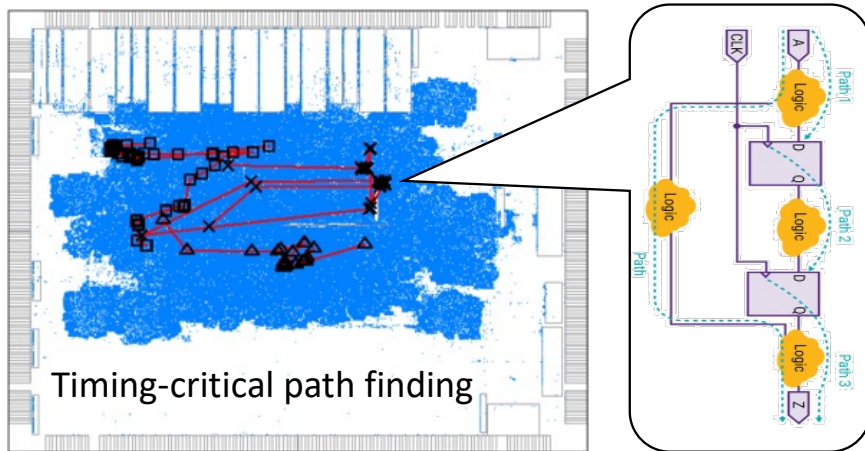 Timing-critical path finding
CLK
A
Path 1
Logic
D
Q
Logic
Logic
Path 2
Path
D
Q
Logic
Path 3
Z